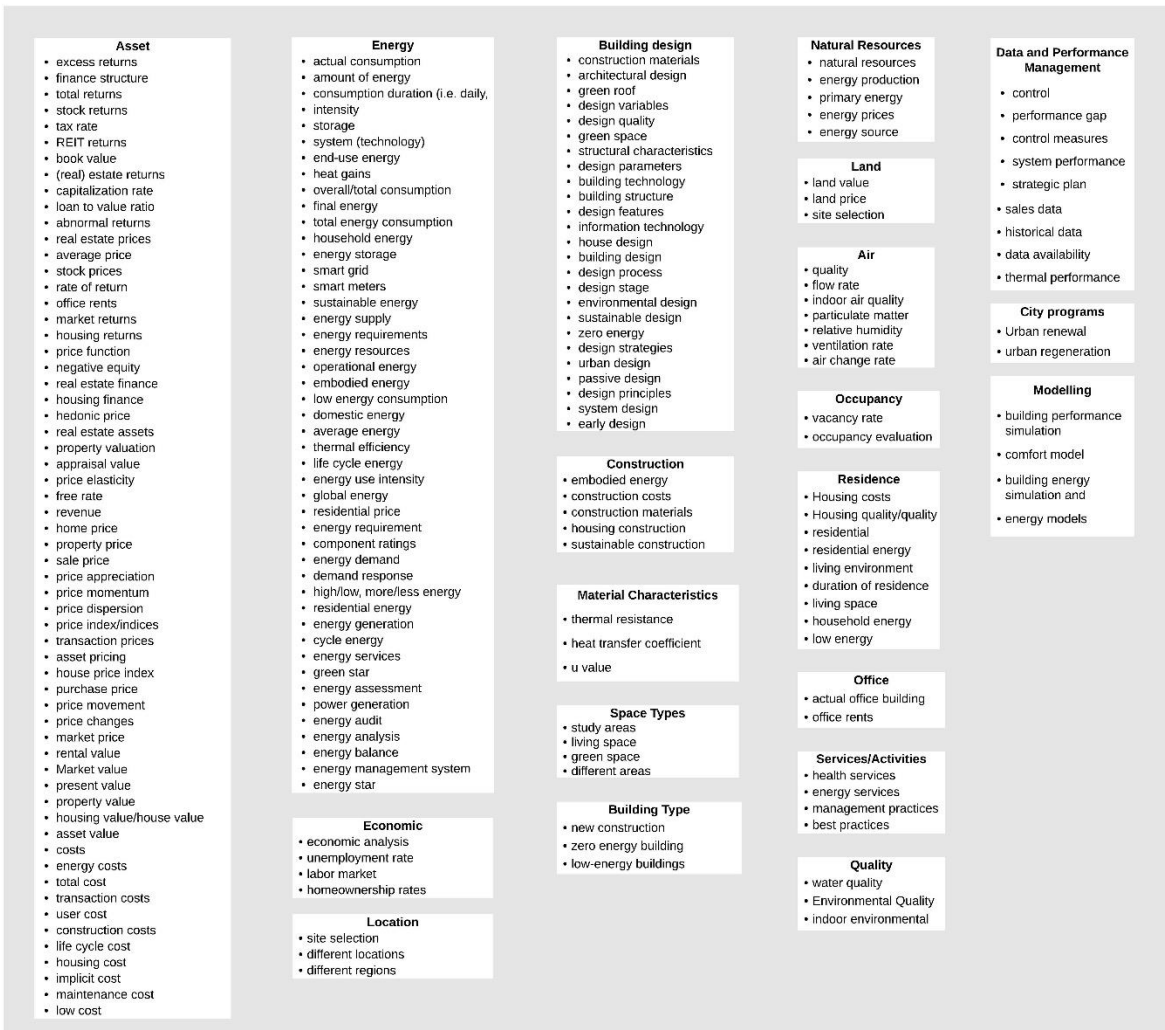 Asset
• excess returns
• finance structure
• total returns
• stock returns
• tax rate
• REIT returns
• book value
• (real) estate returns
• capitalization rate
• loan to value ratio
• abnormal returns
• real estate prices
• average price
• stock prices
• rate of return
• office rents
• market returns
• housing returns
• price function
• negative equity
• real estate finance
• housing finance
• hedonic price
• real estate assets
• property valuation
• appraisal value
• price elasticity
• free rate
• revenue
• home price
• property price
• sale price
• price appreciation
• price momentum
• price dispersion
• price index/indices
• transaction prices
• asset pricing
• house price index
• purchase price
• price movement
• price changes
• market price
• rental value
• Market value
• present value
• property value
• housing value/house value
• asset value
• costs
• energy costs
• total cost
• transaction costs
• user cost
• construction costs
• life cycle cost
• housing cost
• implicit cost
• maintenance cost
• low cost
Energy
• actual consumption
• amount of energy
• consumption duration (i.e. daily,
• intensity
• storage
• system (technology)
• end-use energy
• heat gains
• overall/total consumption
• final energy
• total energy consumption
• household energy
• energy storage
• smart grid
• smart meters
• sustainable energy
• energy supply
• energy requirements
• energy resources
• operational energy
• embodied energy
• low energy consumption
• domestic energy
• average energy
• thermal efficiency
• life cycle energy
• energy use intensity
• global energy
• residential price
• energy requirement
• component ratings
• energy demand
• demand response
• high/low, more/less energy
• residential energy
• energy generation
• cycle energy
• energy services
• green star
• energy assessment
• power generation
• energy audit
• energy analysis
• energy balance
• energy management system
• energy star
Economic
• economic analysis
• unemployment rate
• labor market
• homeownership rates
Location
• site selection
• different locations
• different regions
Building design
• construction materials
• architectural design
• green roof
• design variables
• design quality
• green space
• structural characteristics
• design parameters
• building technology
• building structure
• design features
• information technology
• house design
• building design
• design process
• design stage
• environmental design
• sustainable design
• zero energy
• design strategies
• urban design
• passive design
• design principles
• system design
• early design
Construction
• embodied energy
• construction costs
• construction materials
• housing construction
• sustainable construction
Material Characteristics
• thermal resistance
• heat transfer coefficient
• u value
Space Types
• study areas
• living space
• green space
• different areas
Building Type
• new construction
• zero energy building
• low-energy buildings
Natural Resources
• natural resources
• energy production
• primary energy
• energy prices
• energy source
Land
• land value
• land price
• site selection
Air
• quality
• flow rate
• indoor air quality
• particulate matter
• relative humidity
• ventilation rate
• air change rate
Occupancy
• vacancy rate
• occupancy evaluation
Residence
• Housing costs
• Housing quality/quality
• residential
• residential energy
• living environment
• duration of residence
• living space
• household energy
• low energy
Office
• actual office building
• office rents
Services/Activities
• health services
• energy services
• management practices
• best practices
Quality
• water quality
• Environmental Quality
• indoor environmental
Data and Performance
Management
• control
• performance gap
• control measures
• system performance
• strategic plan
• sales data
• historical data
• data availability
• thermal performance
City programs
• Urban renewal
• urban regeneration
Modelling
• building performance
simulation
• comfort model
• building energy
simulation and
• energy models